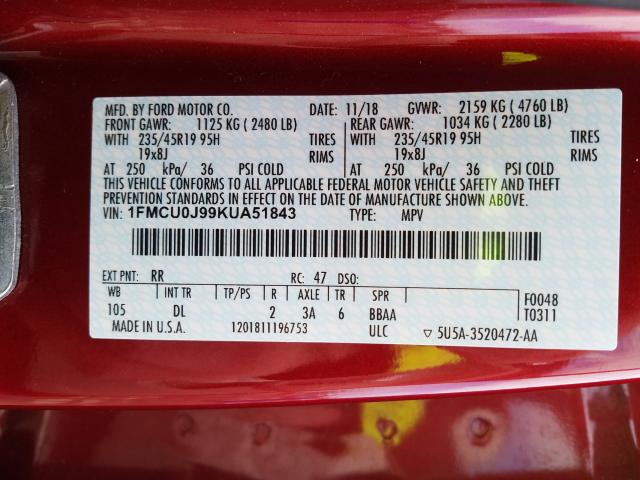 MFD. BY FORD MOTOR CO. DATE: 11/18 GVWR: 2159 KG ( 4760 LB)
FRONT GAWR: 1125 KG ( 2480 LB) REAR GAWR: 1034 KG ( 2280 LB)
WITH 235/45R19 95H TIRES WITH 235/45R19 95H TIRES
19x8J RIMS 19x8J RIMS
AT 250 kPa/ 36 PSI COLD AT 250 kPa/ 36 PSI COLD
THIS VEHICLE CONFORMS TO ALL APPLICABLE FEDERAL MOTOR VEHICLE SAFETY AND THEFT
PREVENTION STANDARDS IN EFFECT ON THE DATE OF MANUFACTURE SHOWN ABOVE.
VIN: 1FMCU0J99KUA51843 TYPE: MPV
EXT PNT: RR RC: 47 DSO:
WB INT TR TP/PS R AXLE TR SPR F0048
105 DL 2 3A 6 BBAA T0311
MADE IN U.S.A. 1201811196753 ULC ▽ 5U5A-3520472-AA